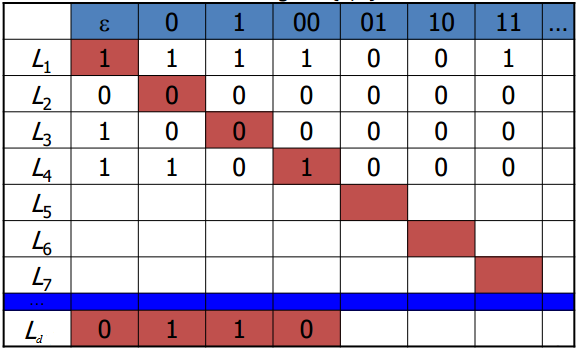 ε 0 1 00 01 10 11 ...
L1 1 1 1 1 0 0 1
L2 0 0 0 0 0 0 0
L3 1 0 0 0 0 0 0
L4 1 1 0 1 0 0 0
L5
L6
L7
...
Ld 0 1 1 0